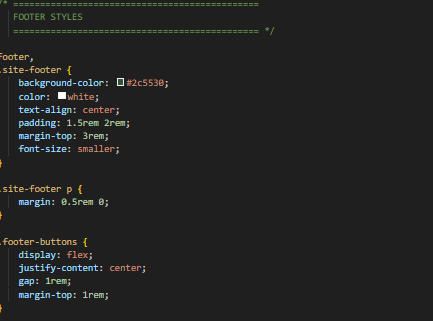 /* =============================================
FOOTER STYLES
============================================= */
footer,
.site-footer {
background-color: #2c5530;
color: white;
text-align: center;
padding: 1.5rem 2rem;
margin-top: 3rem;
font-size: smaller;
}
.site-footer p {
margin: 0.5rem 0;
}
.footer-buttons {
display: flex;
justify-content: center;
gap: 1rem;
margin-top: 1rem;
}